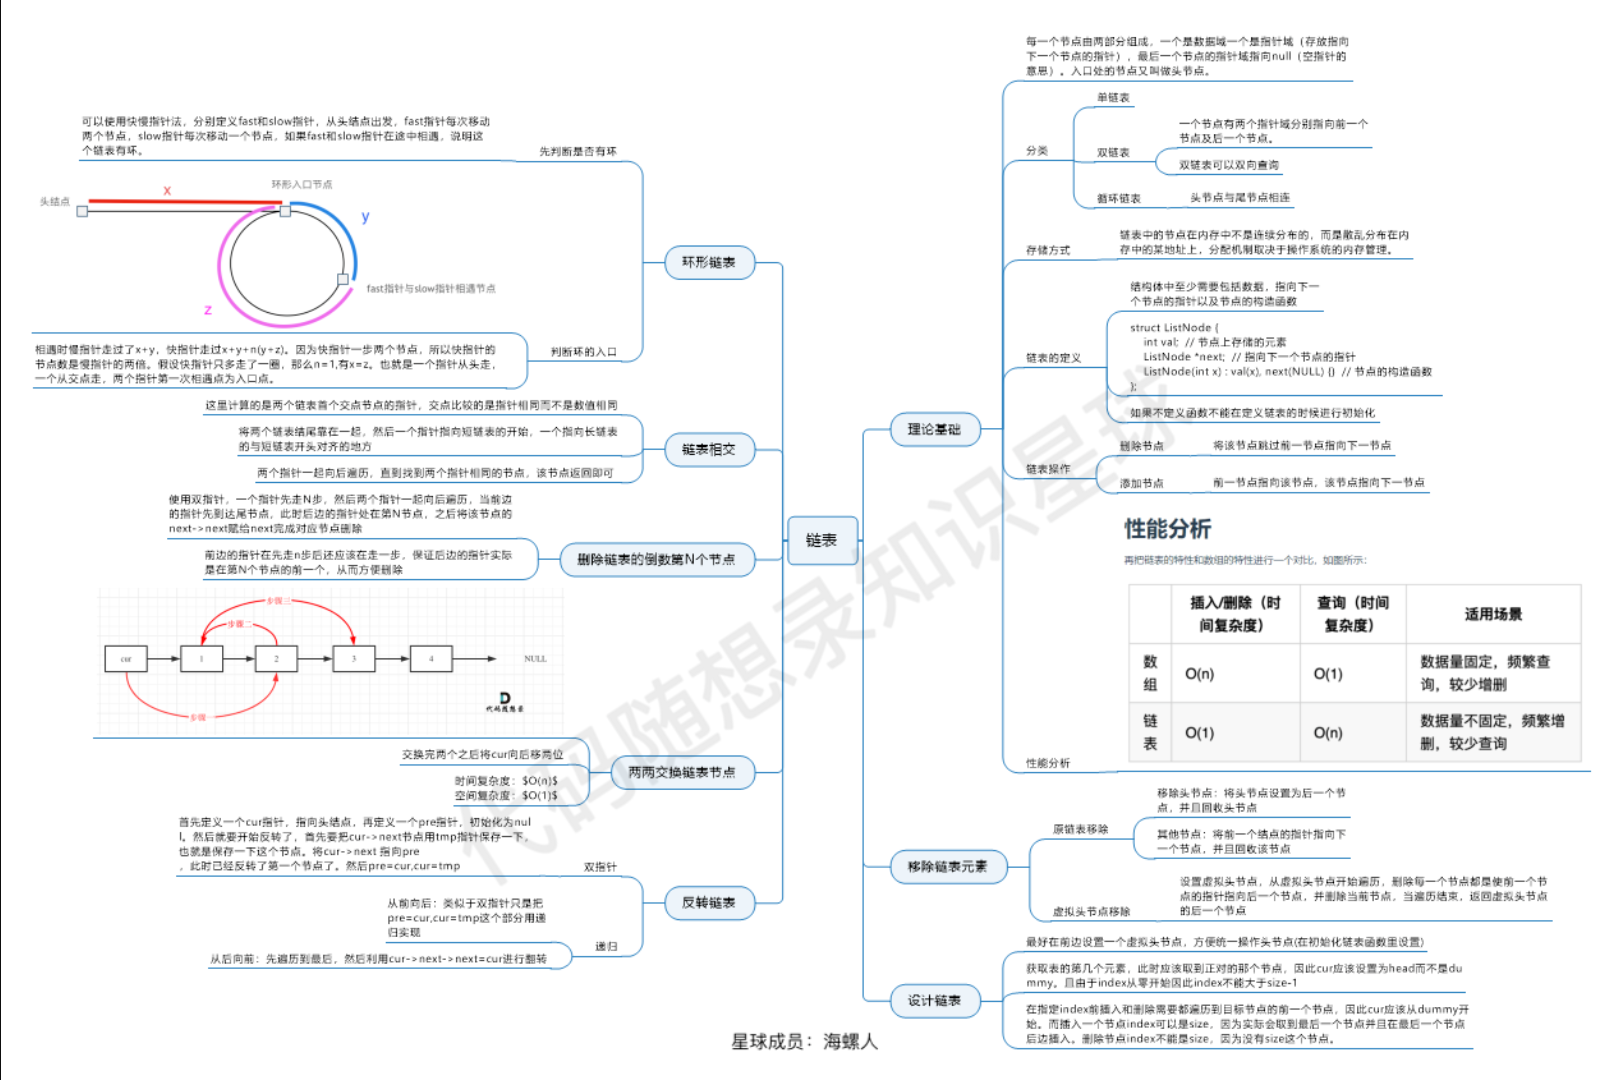 链表
理论基础
每一个节点由两部分组成，一个是数据域一个是指针域（存放指向
下一个节点的指针），最后一个节点的指针域指向null（空指针的
意思）。入口处的节点又叫做头节点。
分类
单链表
双链表
一个节点有两个指针域分别指向前一个
节点及后一个节点。
双链表可以双向查询
循环链表
头节点与尾节点相连
存储方式
链表中的节点在内存中不是连续分布的，而是散乱分布在内
存中的某地址上，分配机制取决于操作系统的内存管理。
链表的定义
结构体中至少需要包括数据，指向下一
个节点的指针以及节点的构造函数
struct ListNode {
int val;  // 节点上存储的元素
ListNode *next;  // 指向下一个节点的指针
ListNode(int x) : val(x), next(NULL) {}  // 节点的构造函数
};
如果不定义函数不能在定义链表的时候进行初始化
链表操作
删除节点
将该节点跳过前一节点指向下一节点
添加节点
前一节点指向该节点，该节点指向下一节点
性能分析
性能分析
再把链表的特性和数组的特性进行一个对比，如图所示：
插入/删除（时
间复杂度）
查询（时间
复杂度）
适用场景
数
组
O(n)
O(1)
数据量固定，频繁查
询，较少增删
链
表
O(1)
O(n)
数据量不固定，频繁增
删，较少查询
移除链表元素
原链表移除
移除头节点：将头节点设置为后一个节
点，并且回收头节点
其他节点：将前一个结点的指针指向下
一个节点，并且回收该节点
虚拟头节点移除
设置虚拟头节点，从虚拟头节点开始遍历，删除每一个节点都是使前一个节
点的指针指向后一个节点，并删除当前节点，当遍历结束，返回虚拟头节点
的后一个节点
设计链表
最好在前边设置一个虚拟头节点，方便统一操作头节点(在初始化链表函数里设置)
获取表的第几个元素，此时应该取到正对的那个节点，因此cur应该设置为head而不是du
mmy。且由于index从零开始因此index不能大于size-1
在指定index前插入和删除需要都遍历到目标节点的前一个节点，因此cur应该从dummy开
始。而插入一个节点index可以是size，因为实际会取到最后一个节点并且在最后一个节点
后边插入。删除节点index不能是size，因为没有size这个节点。
环形链表
先判断是否有环
可以使用快慢指针法，分别定义fast和slow指针，从头结点出发，fast指针每次移动
两个节点，slow指针每次移动一个节点，如果fast和slow指针在途中相遇，说明这
个链表有环。
头结点
x
环形入口节点
y
fast指针与slow指针相遇节点
z
判断环的入口
相遇时慢指针走过了x+y，快指针走过x+y+n(y+z)。因为快指针一步两个节点，所以快指针的
节点数是慢指针的两倍。假设快指针只多走了一圈，那么n=1,有x=z。也就是一个指针从头走，
一个从交点走，两个指针第一次相遇点为入口点。
链表相交
这里计算的是两个链表首个交点节点的指针，交点比较的是指针相同而不是数值相同
将两个链表结尾靠在一起，然后一个指针指向短链表的开始，一个指向长链表
的与短链表开头对齐的地方
两个指针一起向后遍历，直到找到两个指针相同的节点，该节点返回即可
删除链表的倒数第N个节点
使用双指针，一个指针先走N步，然后两个指针一起向后遍历，当前边
的指针先到达尾节点，此时后边的指针处在第N节点，之后将该节点的
next->next赋给next完成对应节点删除
前边的指针在先走n步后还应该在走一步，保证后边的指针实际
是在第N个节点的前一个，从而方便删除
两两交换链表节点
步骤三
步骤二
cur
1
2
3
4
NULL
步骤一
代码随想录
交换完两个之后将cur向后移两位
时间复杂度：$O(n)$
空间复杂度：$O(1)$
反转链表
双指针
首先定义一个cur指针，指向头结点，再定义一个pre指针，初始化为nul
l。然后就要开始反转了，首先要把cur->next节点用tmp指针保存一下，
也就是保存一下这个节点。将cur->next 指向pre
，此时已经反转了第一个节点了。然后pre=cur,cur=tmp
递归
从前向后：类似于双指针只是把
pre=cur,cur=tmp这个部分用递
归实现
从后向前：先遍历到最后，然后利用cur->next->next=cur进行翻转
星球成员：海螺人
代码随想录知识星球